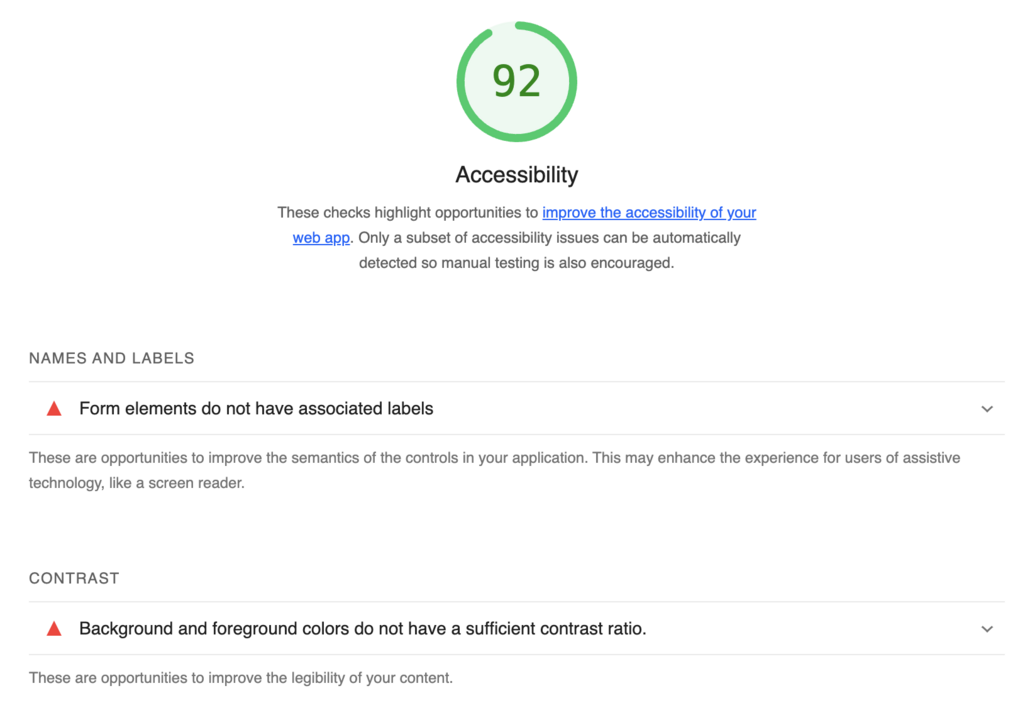 92
Accessibility
These checks highlight opportunities to improve the accessibility of your
web app. Only a subset of accessibility issues can be automatically
detected so manual testing is also encouraged.
NAMES AND LABELS
Form elements do not have associated labels
These are opportunities to improve the semantics of the controls in your application. This may enhance the experience for users of assistive
technology, like a screen reader.
CONTRAST
Background and foreground colors do not have a sufficient contrast ratio.
These are opportunities to improve the legibility of your content.